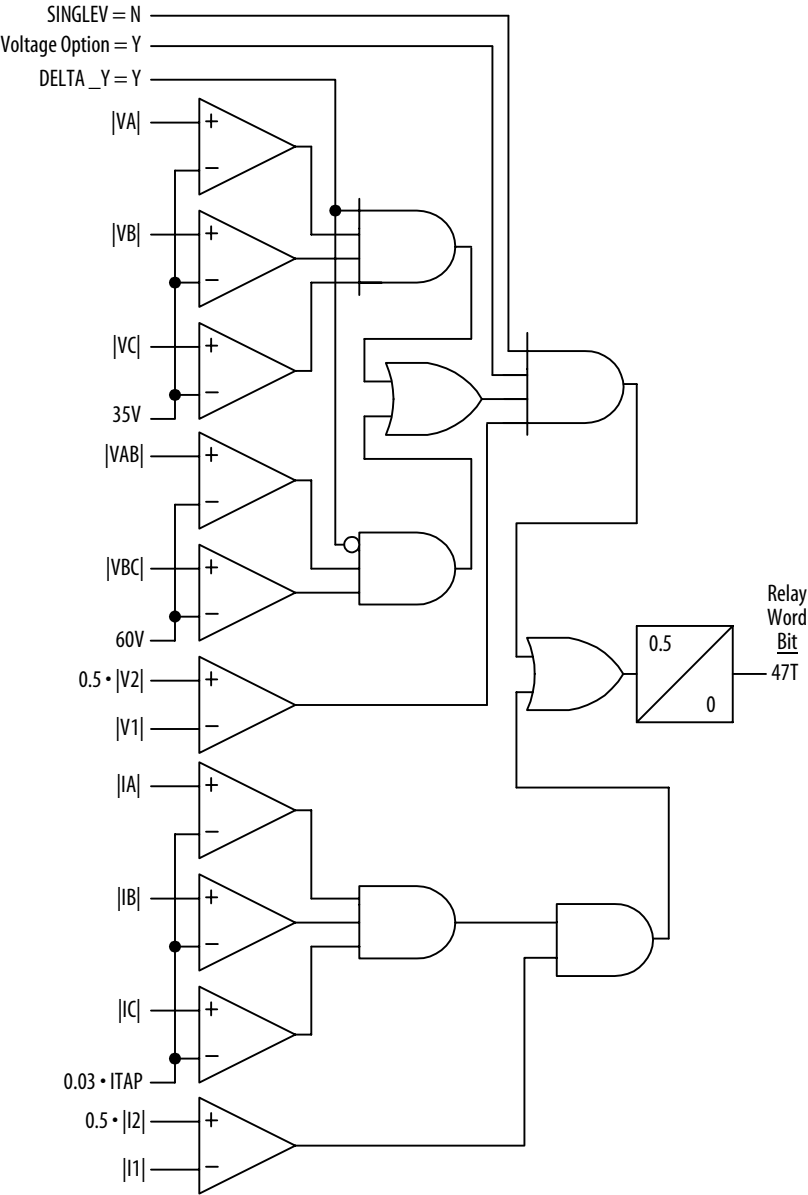 SINGLEV = N
Voltage Option = Y
DELTA _Y = Y
|VA|
+
−
|VB|
+
−
|VC|
+
−
35V
|VAB|
+
−
|VBC|
+
−
60V
0.5 • |V2|
+
|V1|
−
Relay
Word
Bit
0.5
0
47T
|IA|
+
−
|IB|
+
−
|IC|
+
−
0.03 • ITAP
0.5 • |I2|
+
|I1|
−